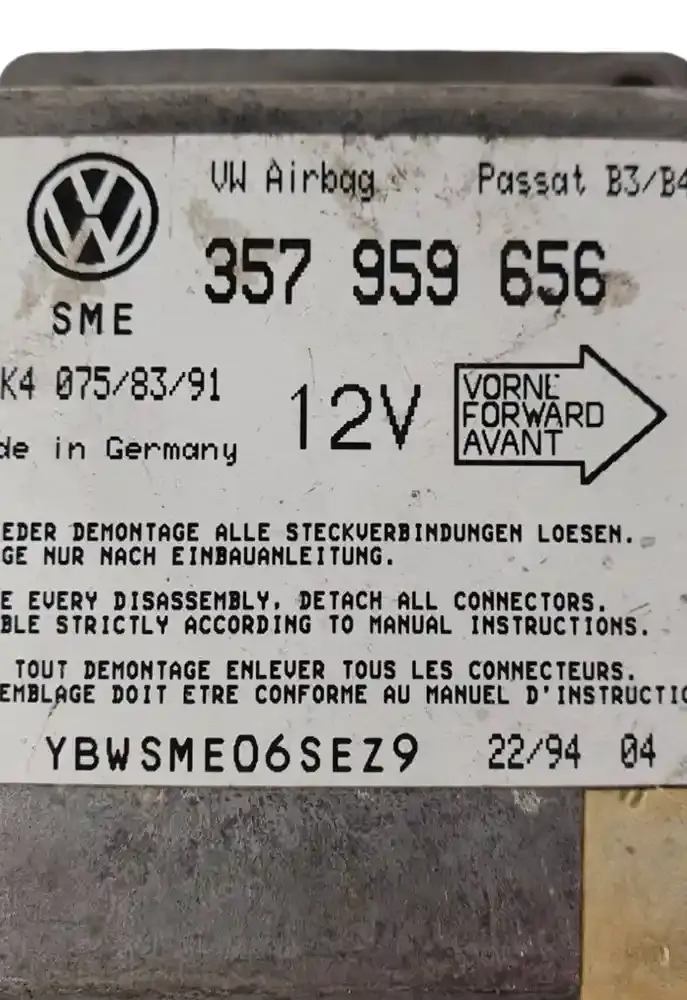 VW Airbag Passat B3/B4
357 959 656
SME
K4 075/83/91
12V
VORNE
FORWARD
AVANT
de in Germany
EDER DEMONTAGE ALLE STECKVERBINDUNGEN LOESEN.
GE NUR NACH EINBAUANLEITUNG.
E EVERY DISASSEMBLY, DETACH ALL CONNECTORS.
BLE STRICTLY ACCORDING TO MANUAL INSTRUCTIONS.
TOUT DEMONTAGE ENLEVER TOUS LES CONNECTEURS.
EMBLAGE DOIT ETRE CONFORME AU MANUEL D'INSTRUCTIO
YBWSME06SEZ9 22/94 04